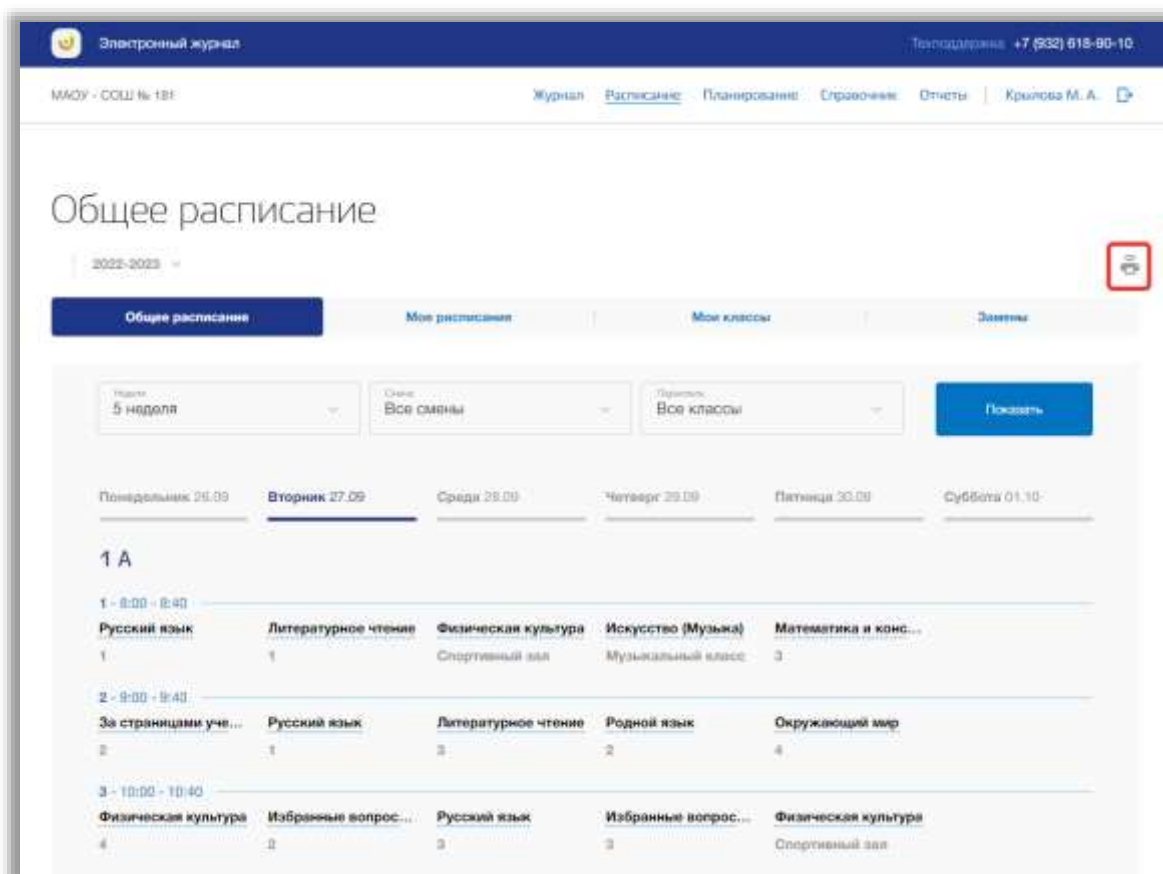 Электронный журнал Техподдержка +7 (932) 618-90-10
МАОУ - СОШ № 181 Журнал Расписание Планирование Справочник Отчеты Крылова М. А.
Общее расписание
2022-2023
Общее расписание Мое расписание Мои классы Замены
Неделя Смена
5 неделя Все смены Все классы Показать
Понедельник 26.09 Вторник 27.09 Среда 28.09 Четверг 29.09 Пятница 30.09 Суббота 01.10
1 А
1 - 8:00 - 8:40
Русский язык Литературное чтение Физическая культура Искусство (Музыка) Математика и конс...
1 1 Спортивный зал Музыкальный класс 3
2 - 9:00 - 9:40
За страницами уче... Русский язык Литературное чтение Родной язык Окружающий мир
2 1 3 2 4
3 - 10:00 - 10:40
Физическая культура Избранные вопрос... Русский язык Избранные вопрос... Физическая культура
4 2 3 3 Спортивный зал